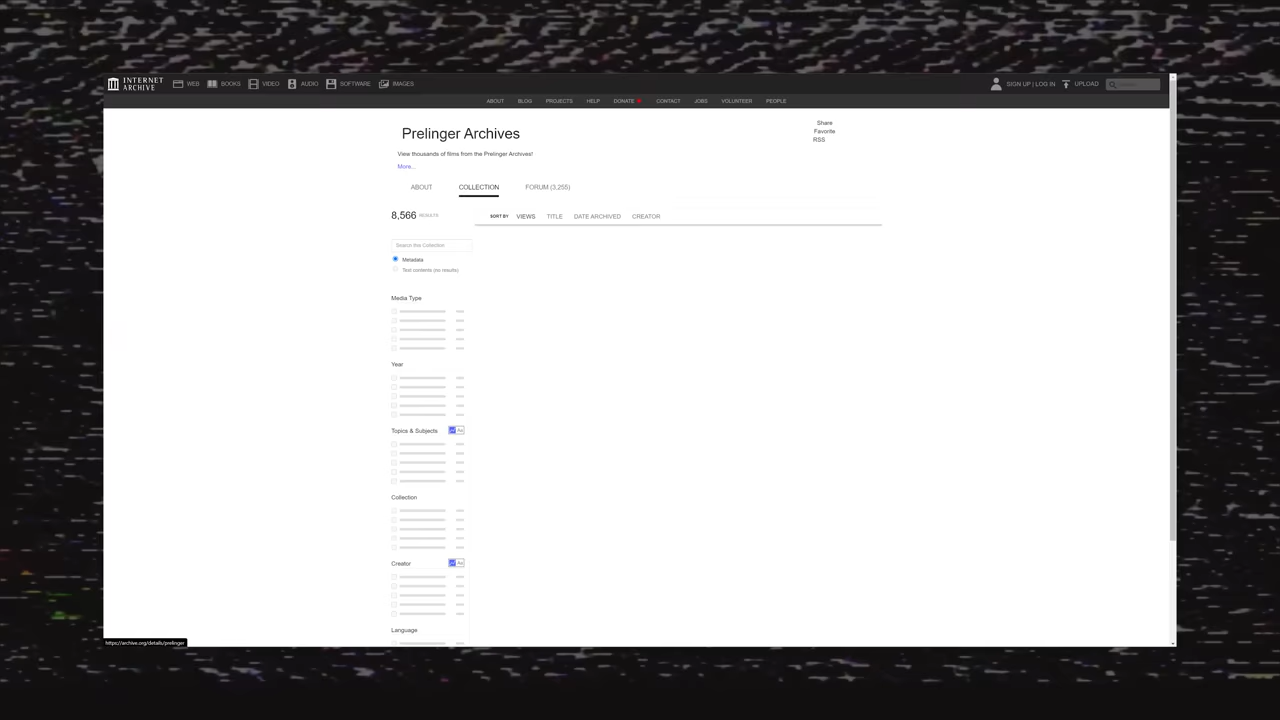 INTERNET
ARCHIVE
WEB
BOOKS
VIDEO
AUDIO
SOFTWARE
IMAGES
SIGN UP | LOG IN
UPLOAD
ABOUT
BLOG
PROJECTS
HELP
DONATE
CONTACT
JOBS
VOLUNTEER
PEOPLE
Prelinger Archives
View thousands of films from the Prelinger Archives!
More...
Share
Favorite
RSS
ABOUT
COLLECTION
FORUM (3,255)
8,566 RESULTS
SORT BY
VIEWS
TITLE
DATE ARCHIVED
CREATOR
Search this Collection
Metadata
Text contents (no results)
Media Type
Year
Topics & Subjects
Collection
Creator
Language
https://archive.org/details/prelinger